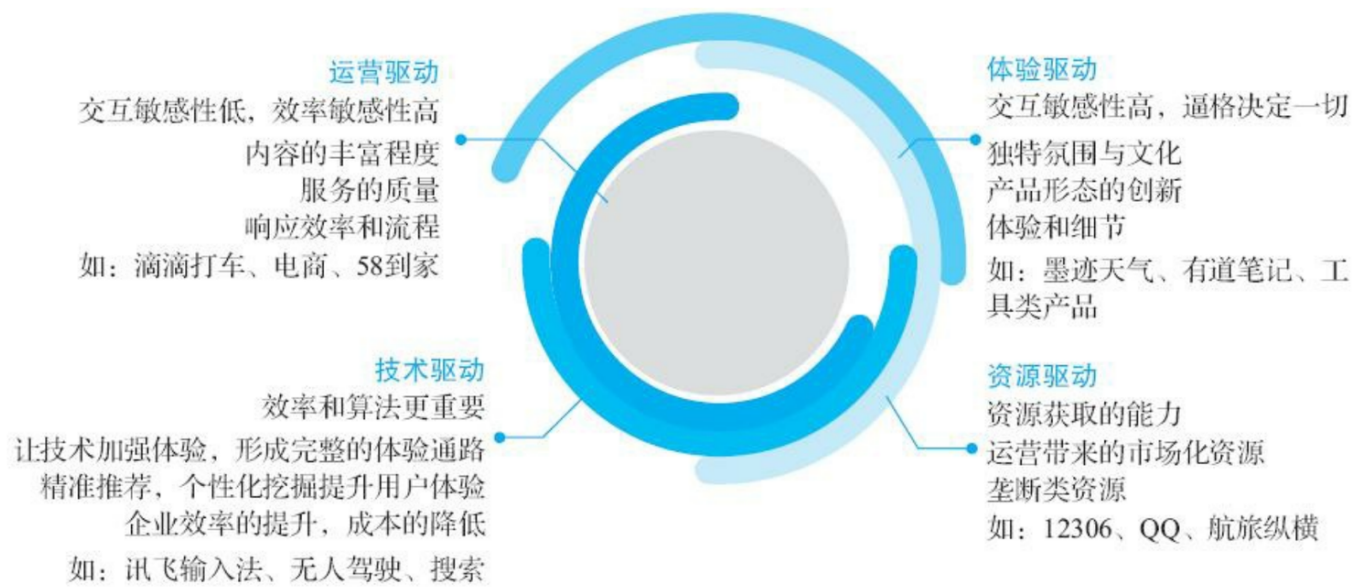 运营驱动
交互敏感性低，效率敏感性高
内容的丰富程度
服务的质量
响应效率和流程
如：滴滴打车、电商、58到家
体验驱动
交互敏感性高，逼格决定一切
独特氛围与文化
产品形态的创新
体验和细节
如：墨迹天气、有道笔记、工
具类产品
技术驱动
效率和算法更重要
让技术加强体验，形成完整的体验通路
精准推荐，个性化挖掘提升用户体验
企业效率的提升，成本的降低
如：讯飞输入法、无人驾驶、搜索
资源驱动
资源获取的能力
运营带来的市场化资源
垄断类资源
如：12306、QQ、航旅纵横